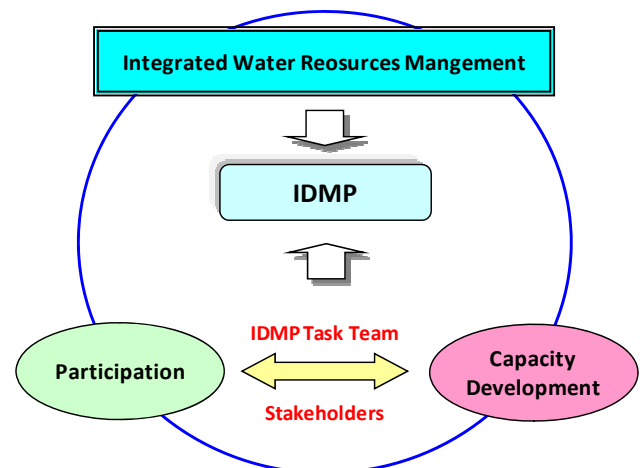 Integrated Water Reosurces Mangement
IDMP
IDMP Task Team
Participation
Capacity
Development
Stakeholders